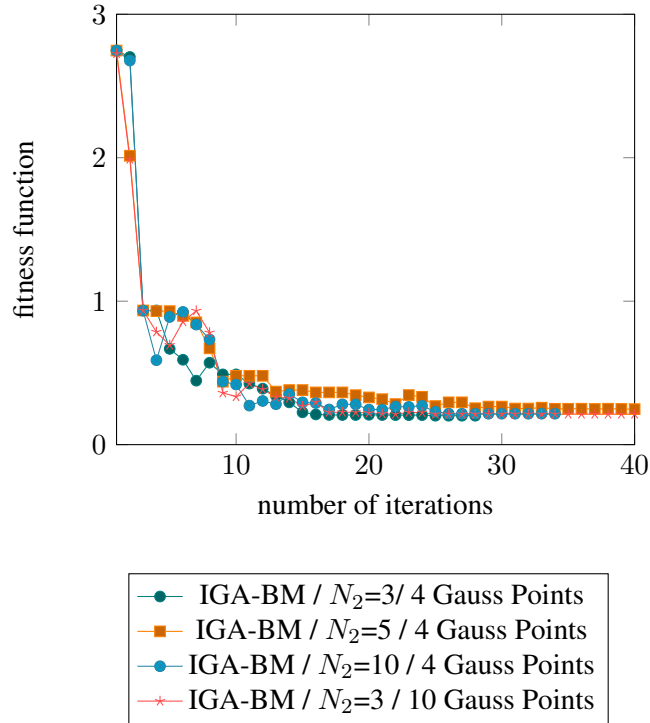 3
2
1
0
fitness function
10
20
30
40
number of iterations
IGA-BM / N₂=3/ 4 Gauss Points
IGA-BM / N₂=5 / 4 Gauss Points
IGA-BM / N₂=10 / 4 Gauss Points
IGA-BM / N₂=3 / 10 Gauss Points